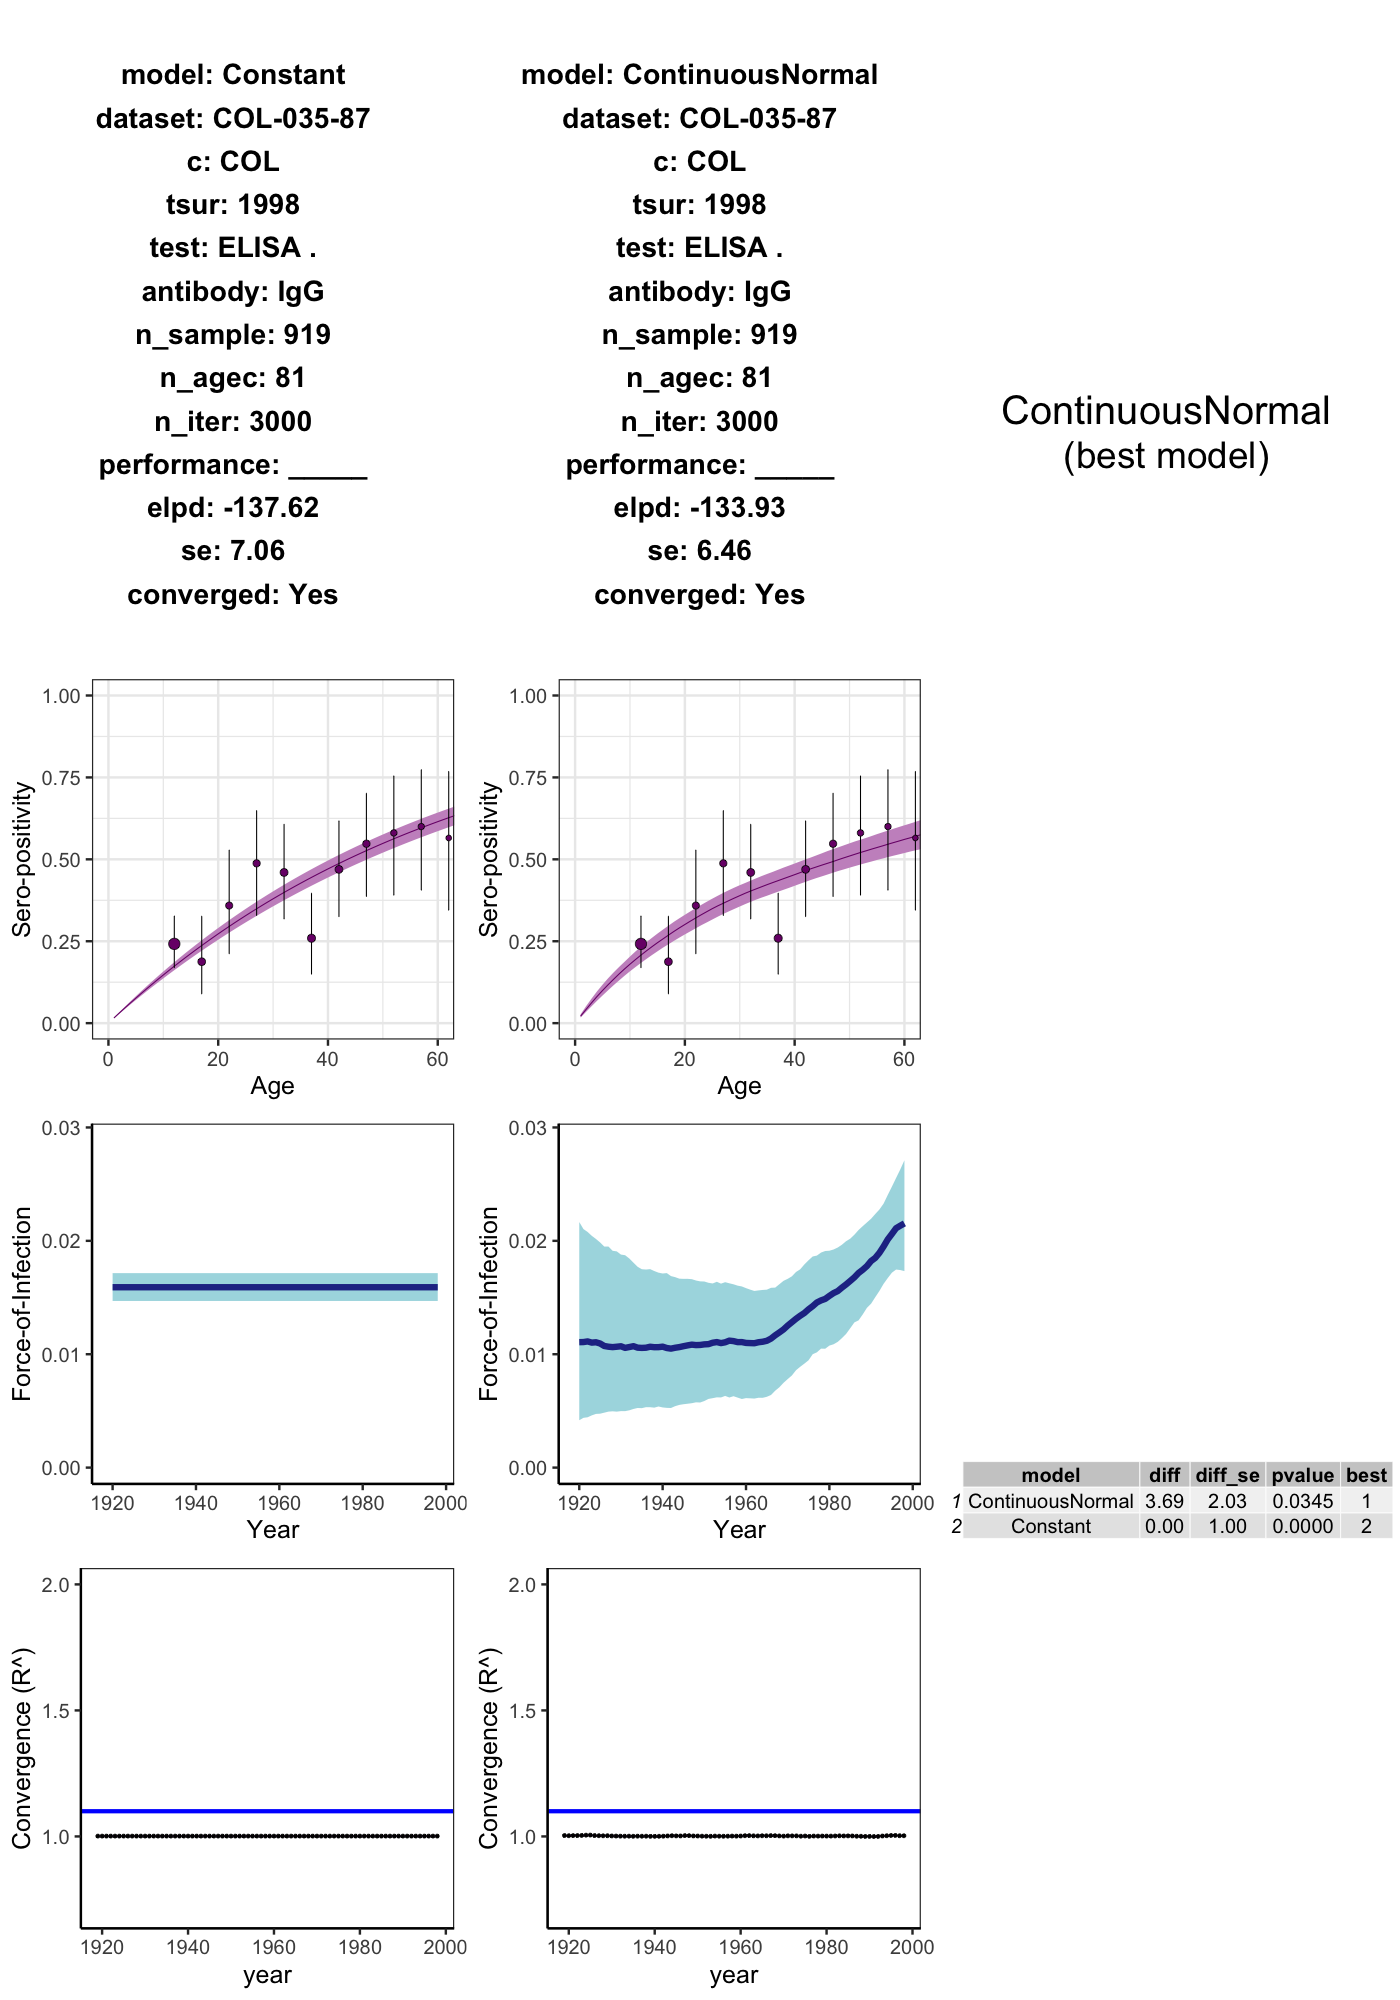 model: Constant
dataset: COL-035-87
c: COL
tsur: 1998
test: ELISA .
antibody: IgG
n_sample: 919
n_agec: 81
n_iter: 3000
performance: _____
elpd: -137.62
se: 7.06
converged: Yes
model: ContinuousNormal
dataset: COL-035-87
c: COL
tsur: 1998
test: ELISA .
antibody: IgG
n_sample: 919
n_agec: 81
n_iter: 3000
performance: _____
elpd: -133.93
se: 6.46
converged: Yes
ContinuousNormal
(best model)
Sero-positivity
1.00
0.75
0.50
0.25
0.00
0 20 40 60
Age
Sero-positivity
1.00
0.75
0.50
0.25
0.00
0 20 40 60
Age
Force-of-Infection
0.03
0.02
0.01
0.00
1920 1940 1960 1980 2000
Year
Force-of-Infection
0.03
0.02
0.01
0.00
1920 1940 1960 1980 2000
Year
model diff diff_se pvalue best
1 ContinuousNormal 3.69 2.03 0.0345 1
2 Constant 0.00 1.00 0.0000 2
Convergence (R^)
2.0
1.5
1.0
1920 1940 1960 1980 2000
year
Convergence (R^)
2.0
1.5
1.0
1920 1940 1960 1980 2000
year